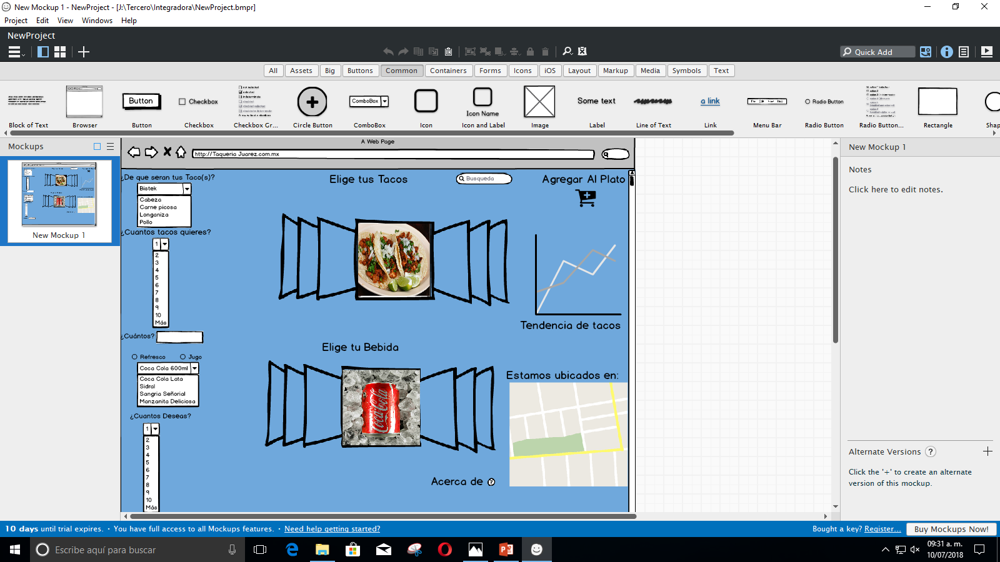 New Mockup 1 - NewProject - [J:\Tercero\Integradora\NewProject.bmpr]
Project Edit View Windows Help
NewProject
Quick Add
All Assets Big Buttons Common Containers Forms Icons iOS Layout Markup Media Symbols Text
Button
Checkbox
not selected
selected
indeterminate
ComboBox
Icon Name
Some text
a link
File Edit View Help
Radio Button
Block of Text Browser Button Checkbox Checkbox Gr... Circle Button ComboBox Icon Icon and Label Image Label Line of Text Link Menu Bar Radio Button Radio Button... Rectangle Shap
Mockups
New Mockup 1
A Web Page
http://Taqueria Juarez.com.mx
¿De que seran tus Taco(s)?
Bistek
Cabeza
Carne picosa
Longaniza
Pollo
¿Cuantos tacos quieres?
1
2
3
4
5
6
7
8
9
10
Más
¿Cuántos?
Refresco Jugo
Coca Cola 600ml
Coca Cola Lata
Sidral
Sangria Señorial
Manzanita Deliciosa
¿Cuantos Deseas?
1
2
3
4
5
6
7
8
9
10
Más
Elige tus Tacos
Busqueda
Agregar Al Plato
Tendencia de tacos
Elige tu Bebida
Coca-Cola
Estamos ubicados en:
Acerca de ?
New Mockup 1
Notes
Click here to edit notes.
Alternate Versions ?
Click the '+' to create an alternate
version of this mockup.
10 days until trial expires. · You have full access to all Mockups features. · Need help getting started?
Bought a key? Register... Buy Mockups Now!
Escribe aquí para buscar
09:31 a. m.
10/07/2018